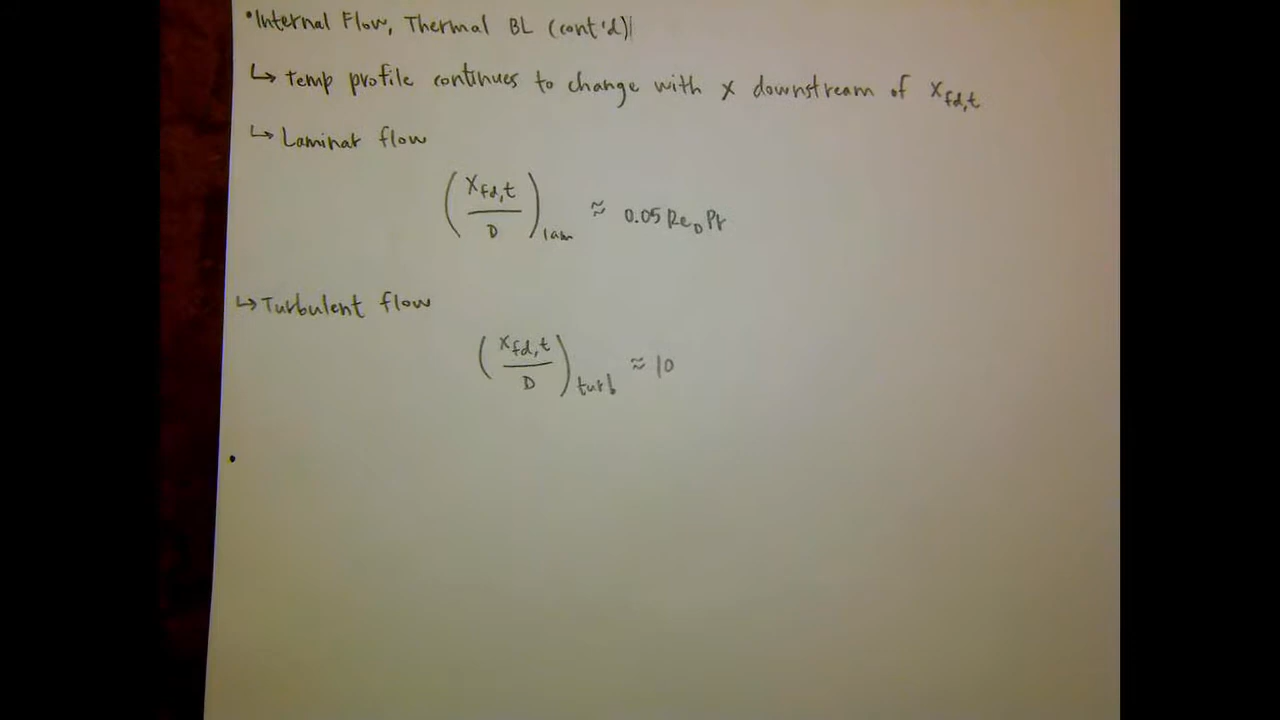 •Internal Flow, Thermal BL (cont'd)
↳ temp profile continues to change with x downstream of x_fd,t
↳ Laminar flow
(x_fd,t / D)_lam ≈ 0.05 Re_D Pr
↳ Turbulent flow
(x_fd,t / D)_turb ≈ 10
•